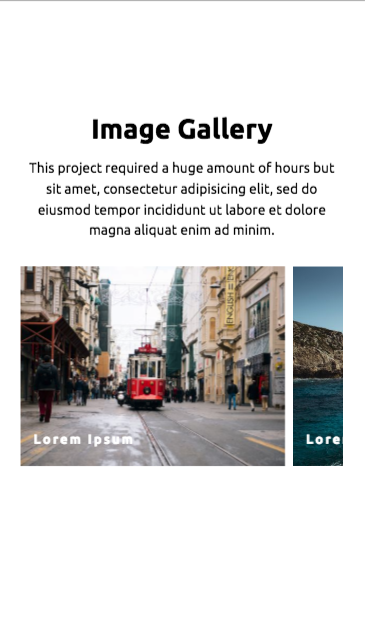 Image Gallery
This project required a huge amount of hours but
sit amet, consectetur adipisicing elit, sed do
eiusmod tempor incididunt ut labore et dolore
magna aliquat enim ad minim.
ENGLISH
Lorem Ipsum
Lore